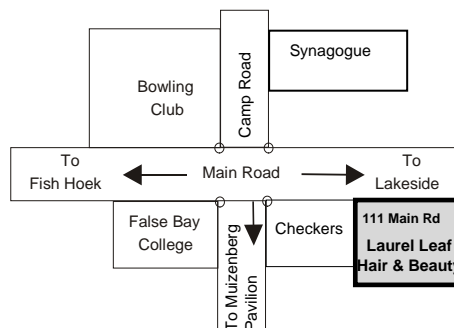 Synagogue
Bowling
Club
Camp Road
To
Fish Hoek
Main Road
To
Lakeside
False Bay
College
To Muizenberg
Pavilion
Checkers
111 Main Rd
Laurel Leaf
Hair & Beauty